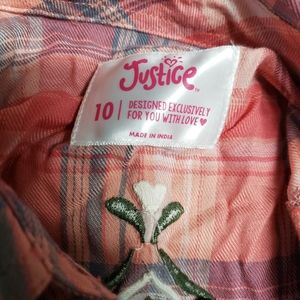 Justice
10 | DESIGNED EXCLUSIVELY
FOR YOU WITH LOVE ♥
MADE IN INDIA